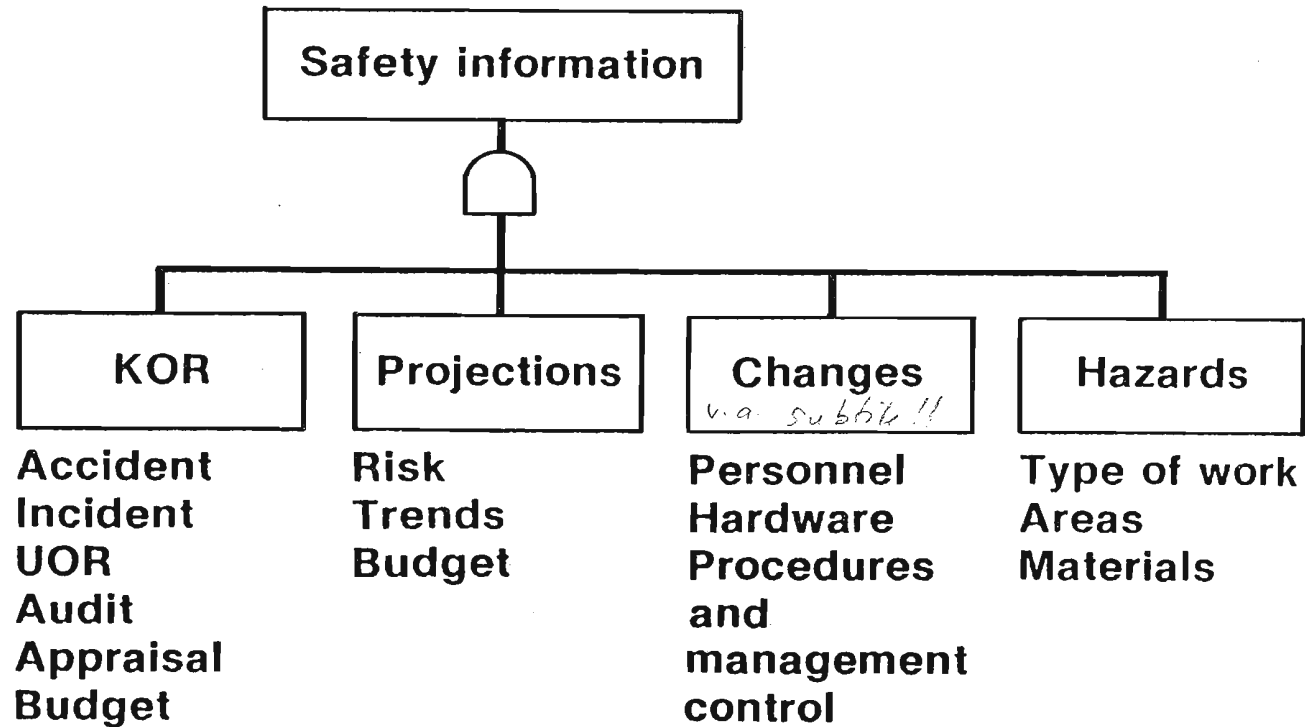 Safety information
KOR
Projections
Changes
v.a. subtile!!
Hazards
Accident
Incident
UOR
Audit
Appraisal
Budget
Risk
Trends
Budget
Personnel
Hardware
Procedures
and
management
control
Type of work
Areas
Materials